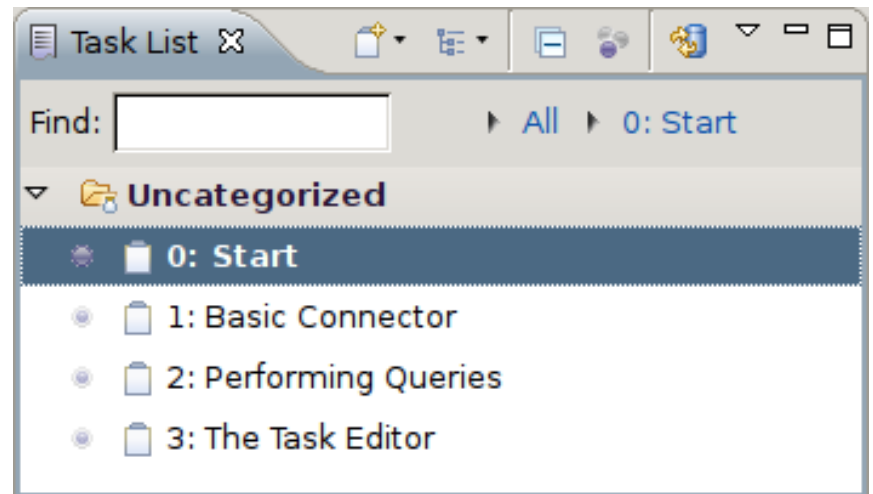 Task List
Find: All 0: Start
Uncategorized
0: Start
1: Basic Connector
2: Performing Queries
3: The Task Editor